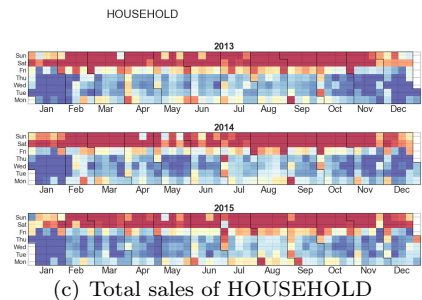 HOUSEHOLD
2013
Sun
Sat
Fri
Thu
Wed
Tue
Mon
Jan Feb Mar Apr May Jun Jul Aug Sep Oct Nov Dec
2014
Sun
Sat
Fri
Thu
Wed
Tue
Mon
Jan Feb Mar Apr May Jun Jul Aug Sep Oct Nov Dec
2015
Sun
Sat
Fri
Thu
Wed
Tue
Mon
Jan Feb Mar Apr May Jun Jul Aug Sep Oct Nov Dec
(c) Total sales of HOUSEHOLD